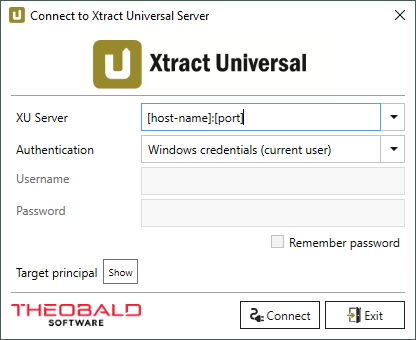 Connect to Xtract Universal Server
Xtract Universal
XU Server [host-name]:[port]
Authentication Windows credentials (current user)
Username
Password
Remember password
Target principal Show
THEOBALD
SOFTWARE
Connect Exit